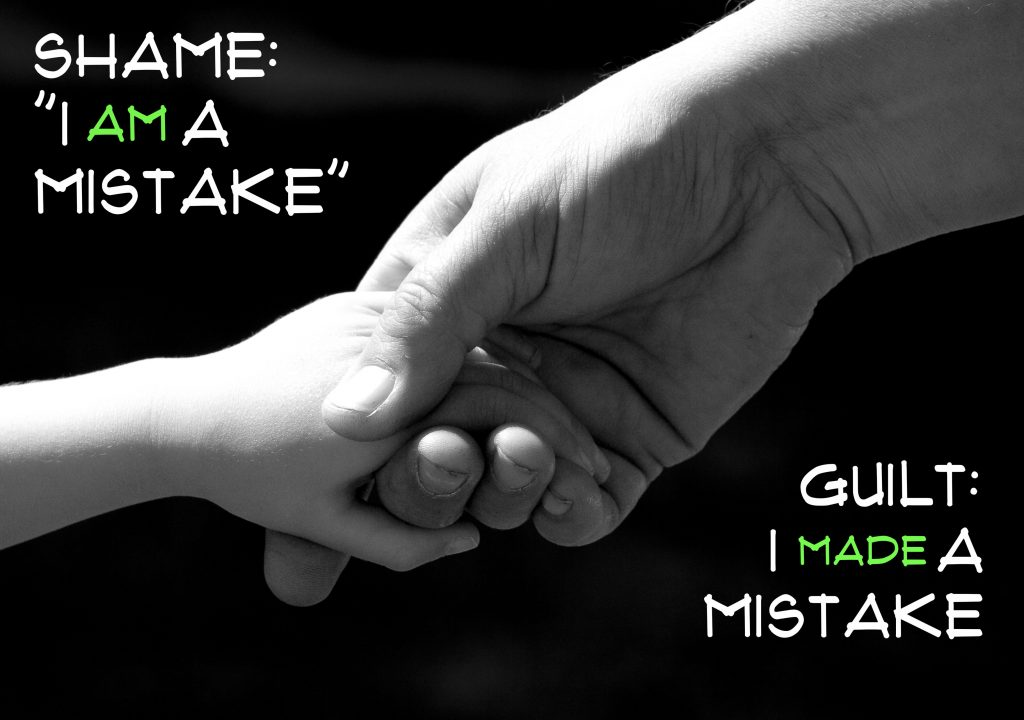 SHAME:
"I AM A
MISTAKE"
GUILT:
I MADE A
MISTAKE